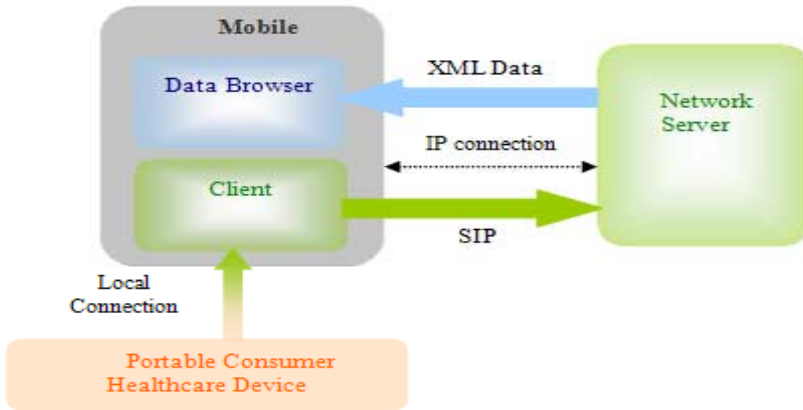 Mobile
Data Browser
XML Data
Network
Server
IP connection
Client
SIP
Local
Connection
Portable Consumer
Healthcare Device